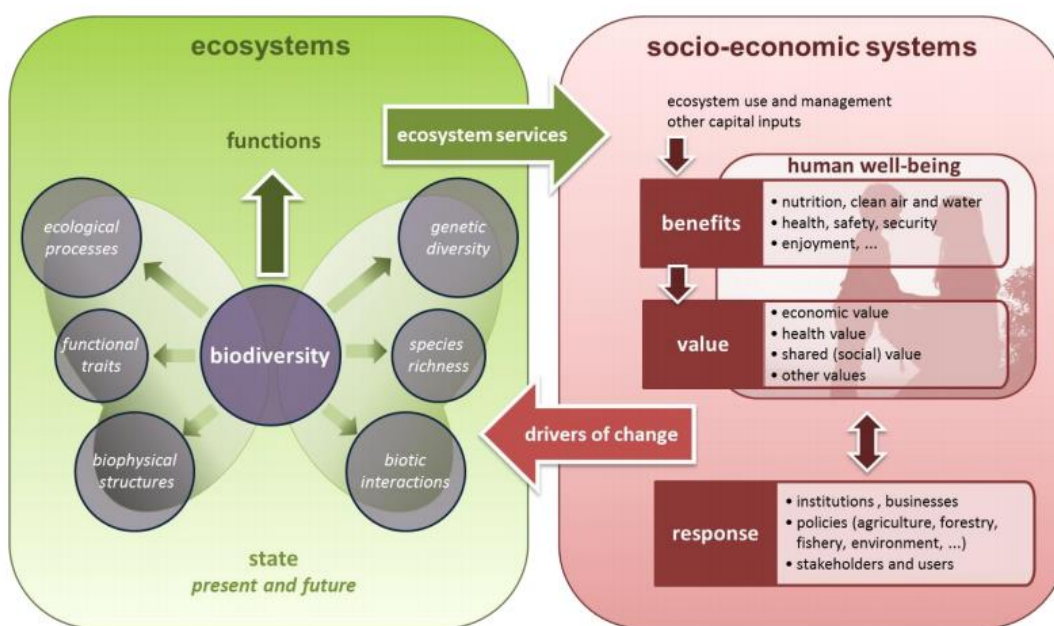 ecosystems
functions
ecological
processes
genetic
diversity
functional
traits
biodiversity
species
richness
biophysical
structures
biotic
interactions
state
present and future
ecosystem services
drivers of change
socio-economic systems
ecosystem use and management
other capital inputs
human well-being
benefits
• nutrition, clean air and water
• health, safety, security
• enjoyment, ...
value
• economic value
• health value
• shared (social) value
• other values
response
• institutions , businesses
• policies (agriculture, forestry,
fishery, environment, ...)
• stakeholders and users